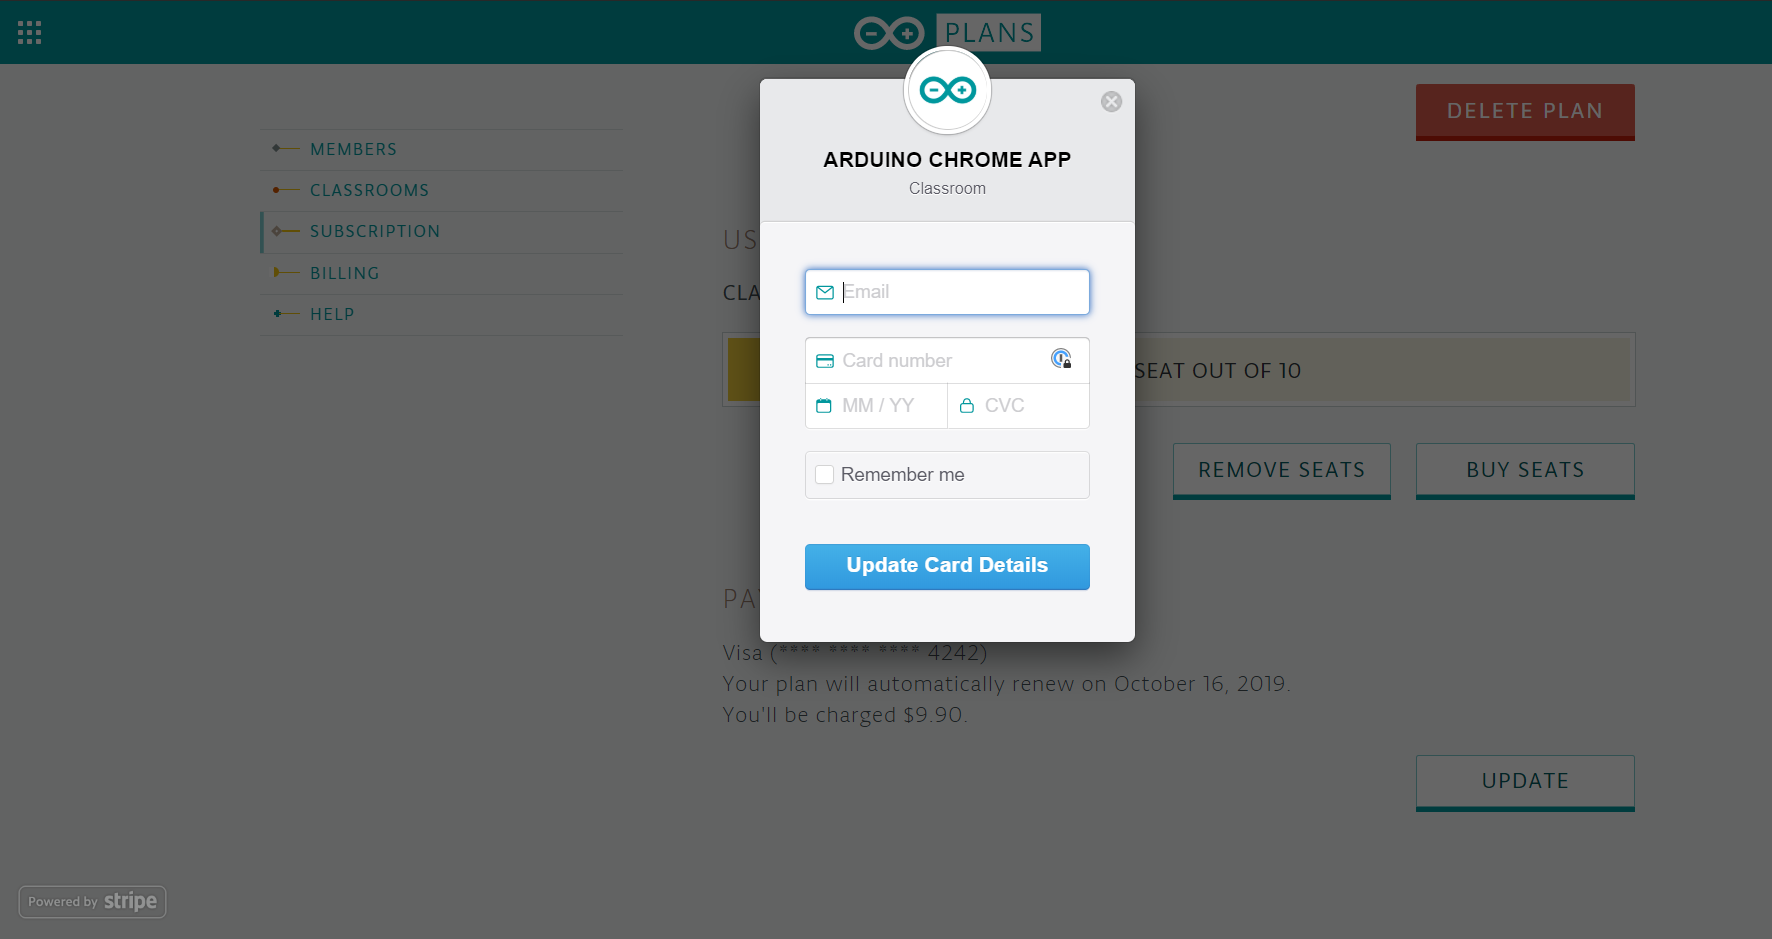 PLANS
DELETE PLAN
MEMBERS
CLASSROOMS
SUBSCRIPTION
BILLING
HELP
ARDUINO CHROME APP
Classroom
Email
Card number
MM / YY
CVC
Remember me
Update Card Details
US
CLA
SEAT OUT OF 10
REMOVE SEATS
BUY SEATS
PA
Visa (**** **** **** 4242)
Your plan will automatically renew on October 16, 2019.
You'll be charged $9.90.
UPDATE
Powered by stripe